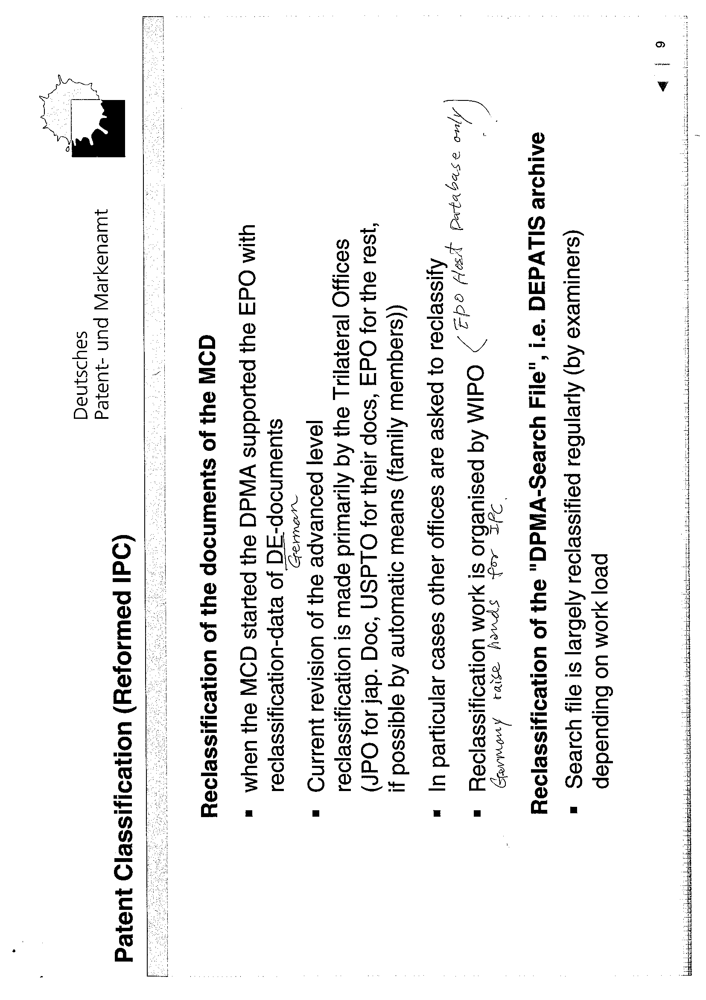 Deutsches
Patent- und Markenamt
Patent Classification (Reformed IPC)
Reclassification of the documents of the MCD
▪ when the MCD started the DPMA supported the EPO with
reclassification-data of DE-documents
German
▪ Current revision of the advanced level
reclassification is made primarily by the Trilateral Offices
(JPO for jap. Doc, USPTO for their docs, EPO for the rest,
if possible by automatic means (family members))
▪ In particular cases other offices are asked to reclassify
(Epo Host Database only)
▪ Reclassification work is organised by WIPO
Germany raise hands for IPC.
Reclassification of the "DPMA-Search File", i.e. DEPATIS archive
▪ Search file is largely reclassified regularly (by examiners)
depending on work load
◀ | 9